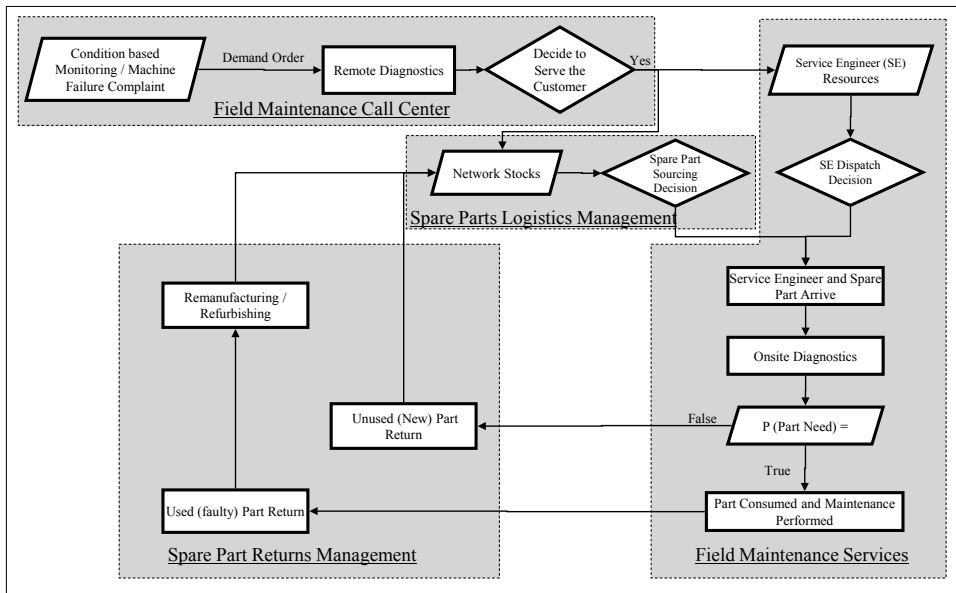 Condition based
Monitoring / Machine
Failure Complaint
Demand Order
Remote Diagnostics
Decide to
Serve the
Customer
Yes
Field Maintenance Call Center
Service Engineer (SE)
Resources
Network Stocks
Spare Part
Sourcing
Decision
SE Dispatch
Decision
Spare Parts Logistics Management
Service Engineer and Spare
Part Arrive
Remanufacturing /
Refurbishing
Onsite Diagnostics
Unused (New) Part
Return
False
P (Part Need) =
True
Used (faulty) Part Return
Part Consumed and Maintenance
Performed
Spare Part Returns Management
Field Maintenance Services